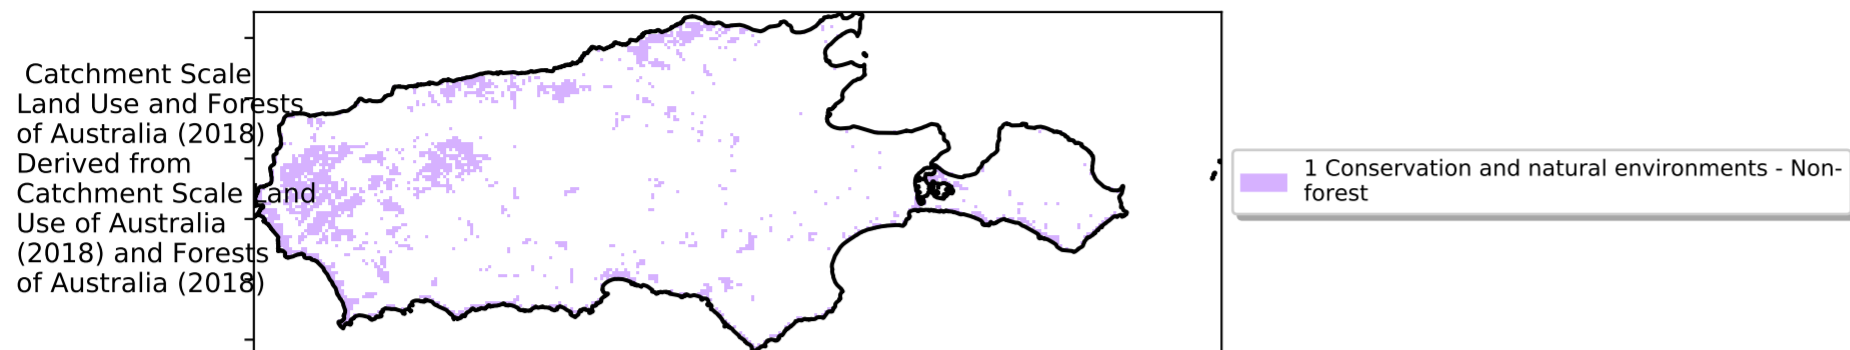 Catchment Scale
Land Use and Forests
of Australia (2018)
Derived from
Catchment Scale Land
Use of Australia
(2018) and Forests
of Australia (2018)
1 Conservation and natural environments - Non-
forest